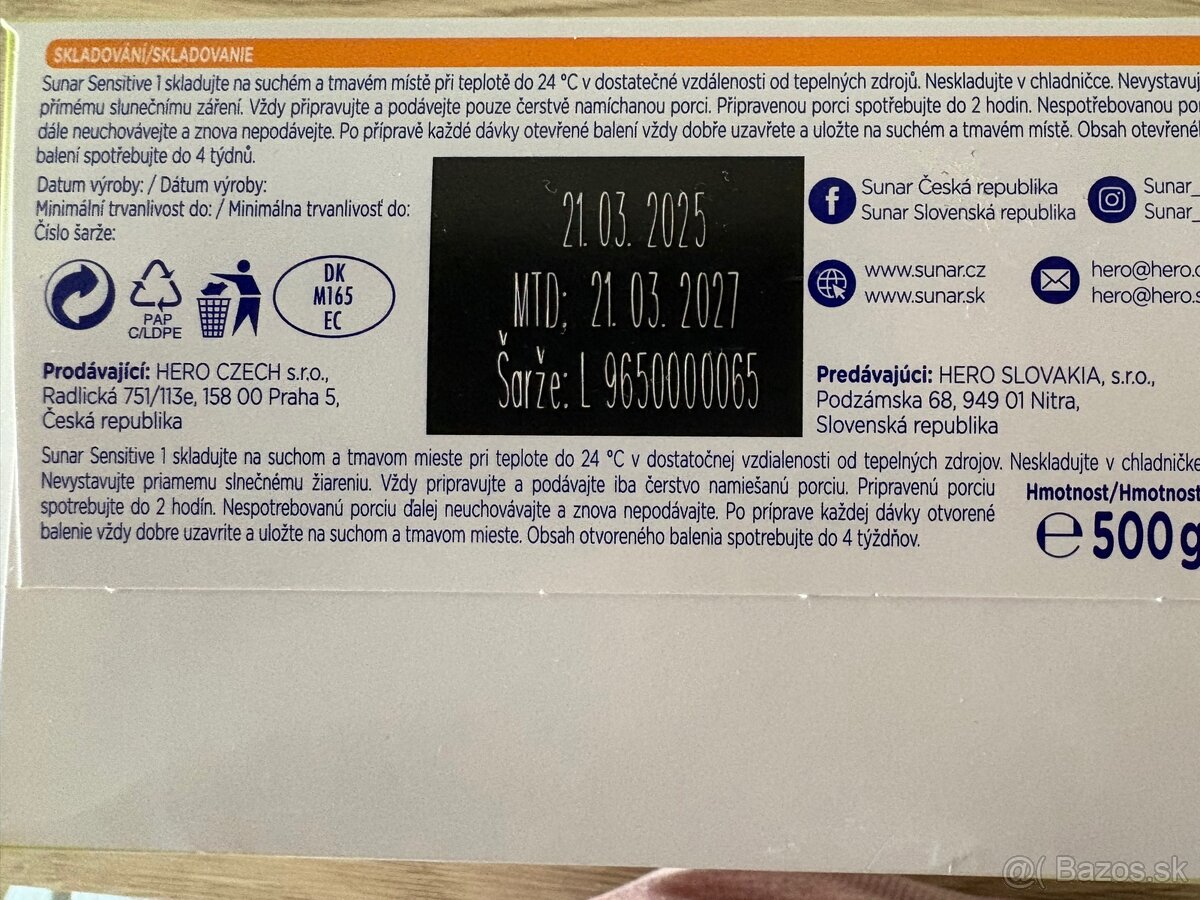 SKLADOVÁNÍ/SKLADOVANIE
Sunar Sensitive 1 skladujte na suchém a tmavém místě při teplotě do 24 °C v dostatečné vzdálenosti od tepelných zdrojů. Neskladujte v chladničce. Nevystavuj
přímému slunečnímu záření. Vždy připravujte a podávejte pouze čerstvě namíchanou porci. Připravenou porci spotřebujte do 2 hodin. Nespotřebovanou por
dále neuchovávejte a znova nepodávejte. Po přípravě každé dávky otevřené balení vždy dobře uzavřete a uložte na suchém a tmavém místě. Obsah otevřenéh
balení spotřebujte do 4 týdnů.
Datum výroby: / Dátum výroby:
Minimální trvanlivost do: / Minimálna trvanlivosť do:
Číslo šarže:
21. 03. 2025
MTD; 21. 03. 2027
Šarže: L 9650000065
Sunar Česká republika
Sunar Slovenská republika
Sunar_
Sunar_
www.sunar.cz
www.sunar.sk
hero@hero.c
hero@hero.s
PAP
C/LDPE
DK
M165
EC
Prodávající: HERO CZECH s.r.o.,
Radlická 751/113e, 158 00 Praha 5,
Česká republika
Predávajúci: HERO SLOVAKIA, s.r.o.,
Podzámska 68, 949 01 Nitra,
Slovenská republika
Sunar Sensitive 1 skladujte na suchom a tmavom mieste pri teplote do 24 °C v dostatočnej vzdialenosti od tepelných zdrojov. Neskladujte v chladničke
Nevystavujte priamemu slnečnému žiareniu. Vždy pripravujte a podávajte iba čerstvo namiešanú porciu. Pripravenú porciu
spotrebujte do 2 hodín. Nespotrebovanú porciu ďalej neuchovávajte a znova nepodávajte. Po príprave každej dávky otvorené
balenie vždy dobre uzavrite a uložte na suchom a tmavom mieste. Obsah otvoreného balenia spotrebujte do 4 týždňov.
Hmotnost/Hmotnost
℮ 500g
@( Bazos.sk